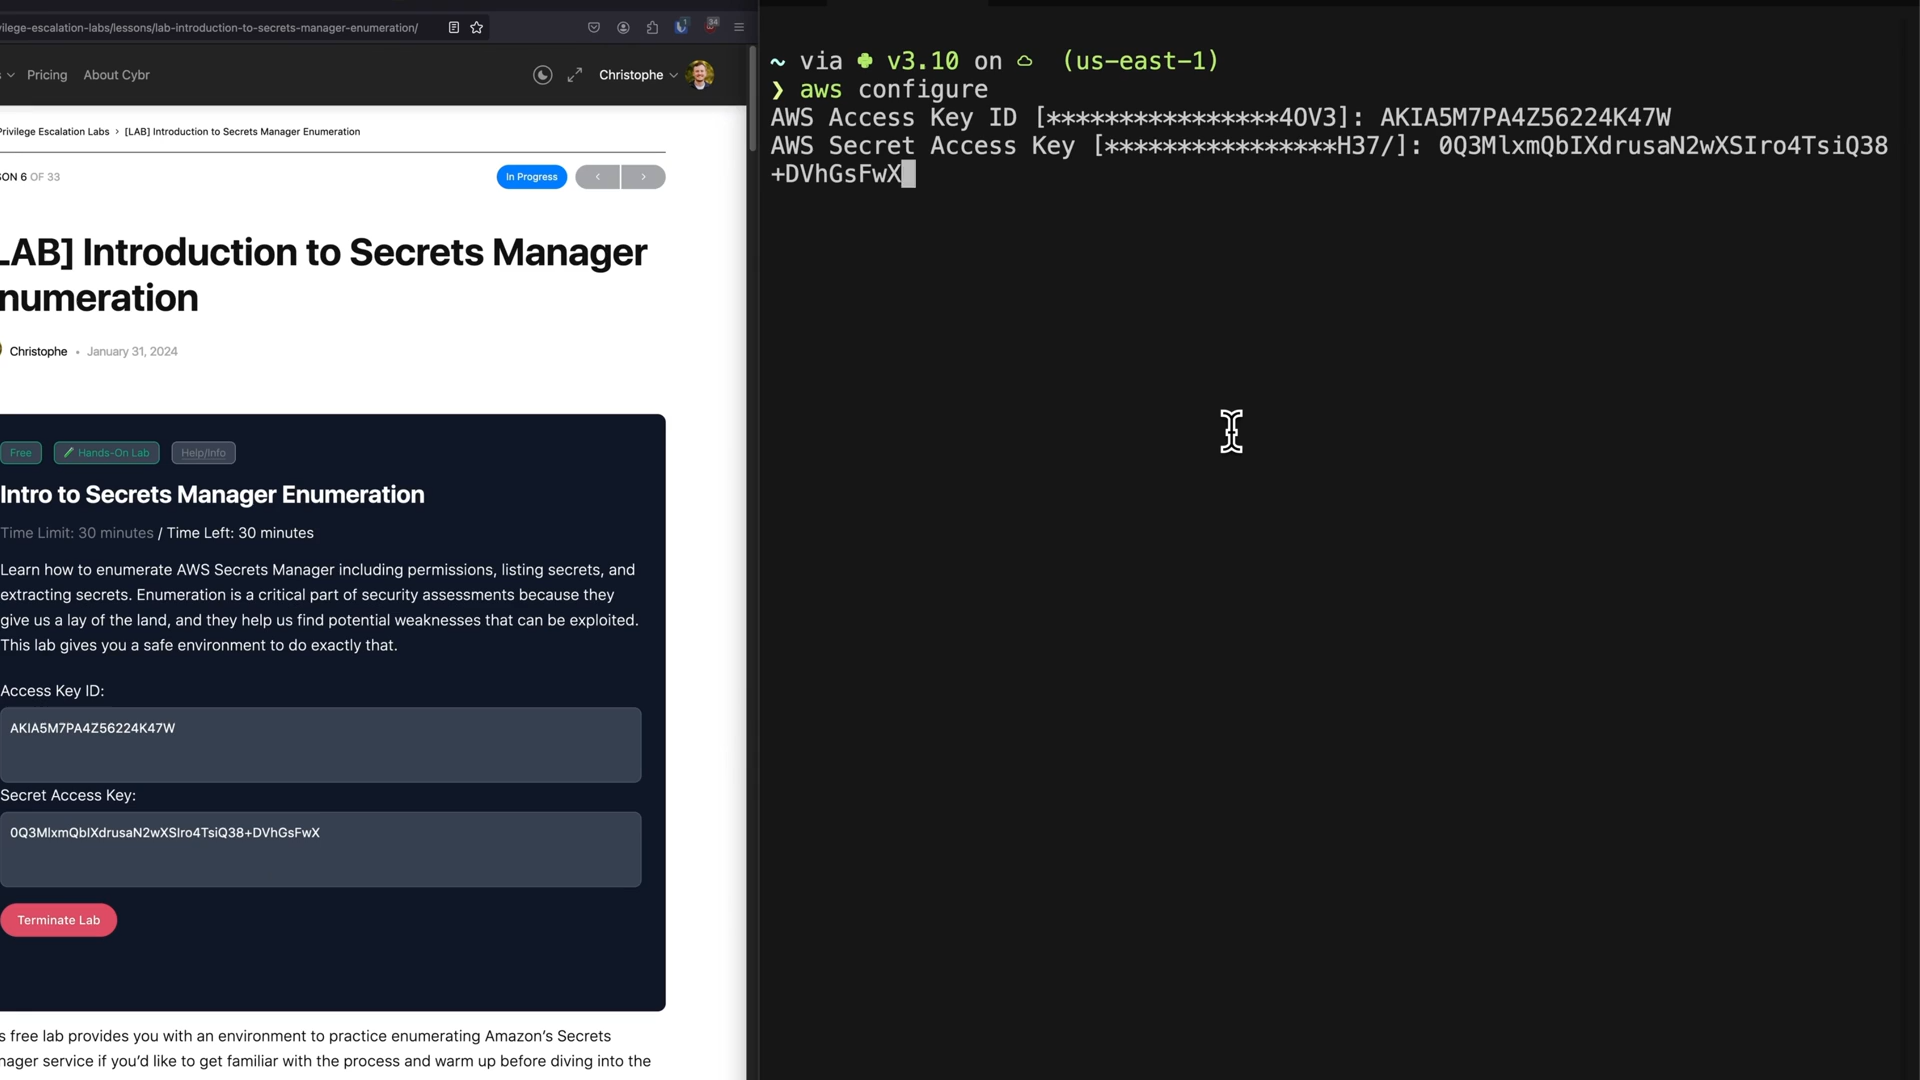 ilege-escalation-labs/lessons/lab-introduction-to-secrets-manager-enumeration/
1
34
s
Pricing
About Cybr
Christophe
Privilege Escalation Labs › [LAB] Introduction to Secrets Manager Enumeration
SON 6 OF 33
In Progress
LAB] Introduction to Secrets Manager
numeration
Christophe • January 31, 2024
Free
Hands-On Lab
Help/Info
Intro to Secrets Manager Enumeration
Time Limit: 30 minutes / Time Left: 30 minutes
Learn how to enumerate AWS Secrets Manager including permissions, listing secrets, and
extracting secrets. Enumeration is a critical part of security assessments because they
give us a lay of the land, and they help us find potential weaknesses that can be exploited.
This lab gives you a safe environment to do exactly that.
Access Key ID:
AKIA5M7PA4Z56224K47W
Secret Access Key:
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
Terminate Lab
s free lab provides you with an environment to practice enumerating Amazon's Secrets
nager service if you'd like to get familiar with the process and warm up before diving into the
~ via v3.10 on (us-east-1)
❯ aws configure
AWS Access Key ID [****************4OV3]: AKIA5M7PA4Z56224K47W
AWS Secret Access Key [****************H37/]: 0Q3MlxmQbIXdrusaN2wXSIro4TsiQ38
+DVhGsFwX